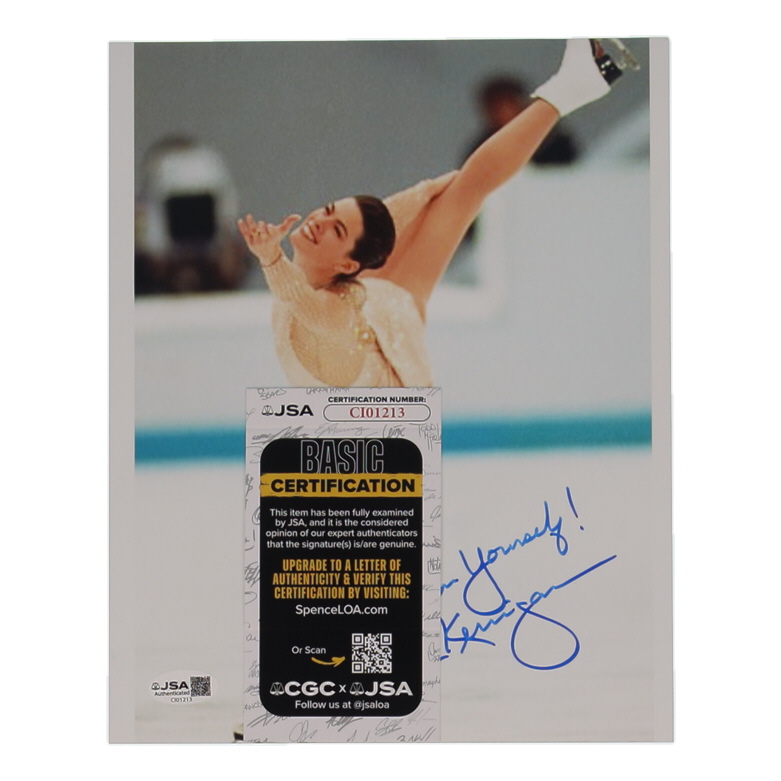 JSA
CERTIFICATION NUMBER:
CI01213
BASIC
CERTIFICATION
This item has been fully examined
by JSA, and it is the considered
opinion of our expert authenticators
that the signature(s) is/are genuine.
UPGRADE TO A LETTER OF
AUTHENTICITY & VERIFY THIS
CERTIFICATION BY VISITING:
SpenceLOA.com
Or Scan
CGC x JSA
Follow us at @jsaloa
Yourself!
Kerrigan
JSA
Authenticated
CI01213